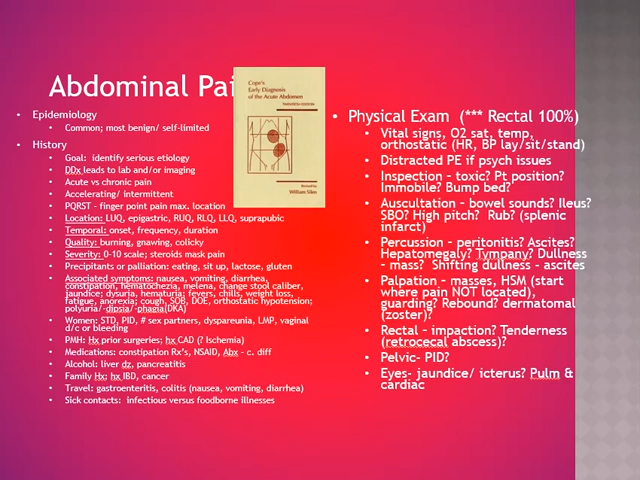 Abdominal Pai
Cope's
Early Diagnosis
of the Acute Abdomen
Revised by
William Silen
Epidemiology
Common; most benign/ self-limited
History
Goal: identify serious etiology
DDx leads to lab and/or imaging
Acute vs chronic pain
Accelerating/ intermittent
PQRST – finger point pain max. location
Location: LUQ, epigastric, RUQ, RLQ, LLQ, suprapubic
Temporal: onset, frequency, duration
Quality: burning, gnawing, colicky
Severity: 0-10 scale; steroids mask pain
Precipitants or palliation: eating, sit up, lactose, gluten
Associated symptoms: nausea, vomiting, diarrhea,
constipation, hematochezia, melena, change stool caliber,
jaundice; dysuria, hematuria; fevers, chills, weight loss,
fatigue, anorexia; cough, SOB, DOE, orthostatic hypotension;
polyuria/-dipsia/-phagia(DKA)
Women: STD, PID, # sex partners, dyspareunia, LMP, vaginal
d/c or bleeding
PMH: Hx prior surgeries; hx CAD (? Ischemia)
Medications: constipation Rx's, NSAID, Abx – c. diff
Alcohol: liver dz, pancreatitis
Family Hx: hx IBD, cancer
Travel: gastroenteritis, colitis (nausea, vomiting, diarrhea)
Sick contacts: infectious versus foodborne illnesses
Physical Exam (*** Rectal 100%)
Vital signs, O2 sat, temp,
orthostatic (HR, BP lay/sit/stand)
Distracted PE if psych issues
Inspection – toxic? Pt position?
Immobile? Bump bed?
Auscultation – bowel sounds? Ileus?
SBO? High pitch? Rub? (splenic
infarct)
Percussion – peritonitis? Ascites?
Hepatomegaly? Tympany? Dullness
– mass? Shifting dullness - ascites
Palpation – masses, HSM (start
where pain NOT located),
guarding? Rebound? dermatomal
(zoster)?
Rectal – impaction? Tenderness
(retrocecal abscess)?
Pelvic- PID?
Eyes- jaundice/ icterus? Pulm &
cardiac